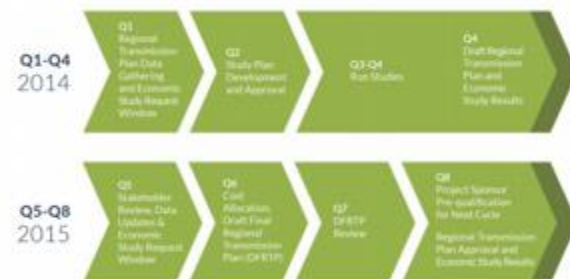 Q1-Q4
2014
Q1
Regional
Transmission
Plan Data
Gathering
and Economic
Study Request
Window
Q2
Study Plan
Development
and Approval
Q3-Q4
Run Studies
Q4
Draft Regional
Transmission
Plan and
Economic
Study Results
Q5-Q8
2015
Q5
Stakeholder
Review, Data
Updates &
Economic
Study Request
Window
Q6
Cost
Allocation,
Draft Final
Regional
Transmission
Plan (DFRTP)
Q7
DFRTP
Review
Q8
Project Sponsor
Pre-qualification
for Next Cycle
Regional Transmission
Plan Approval and
Economic Study Results